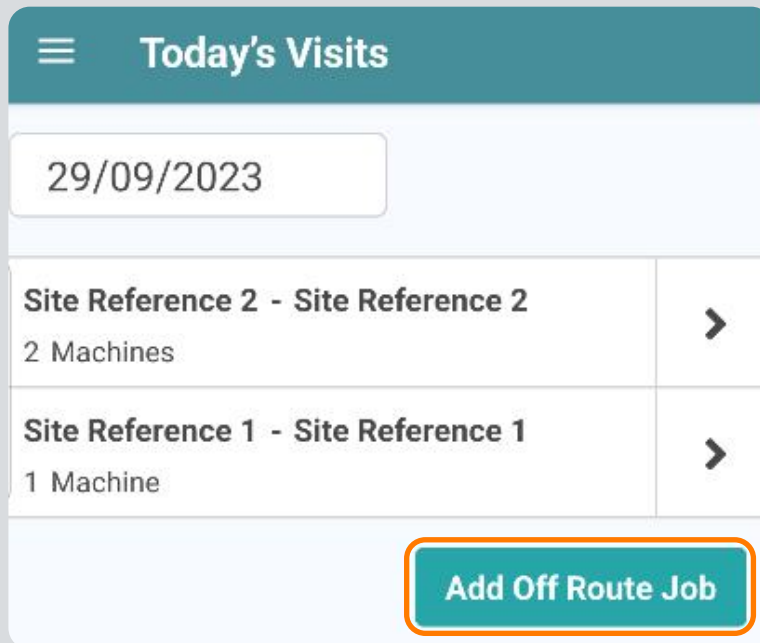 Today's Visits
29/09/2023
Site Reference 2 - Site Reference 2
2 Machines
Site Reference 1 - Site Reference 1
1 Machine
Add Off Route Job